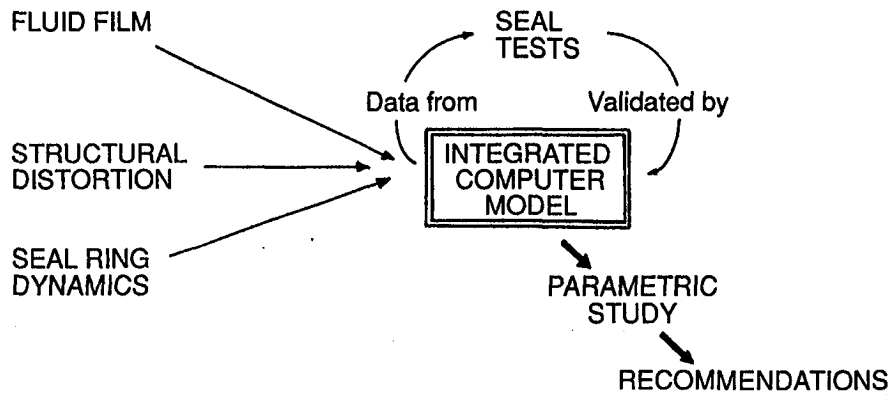 FLUID FILM
STRUCTURAL
DISTORTION
SEAL RING
DYNAMICS
SEAL
TESTS
Data from
Validated by
INTEGRATED
COMPUTER
MODEL
PARAMETRIC
STUDY
RECOMMENDATIONS